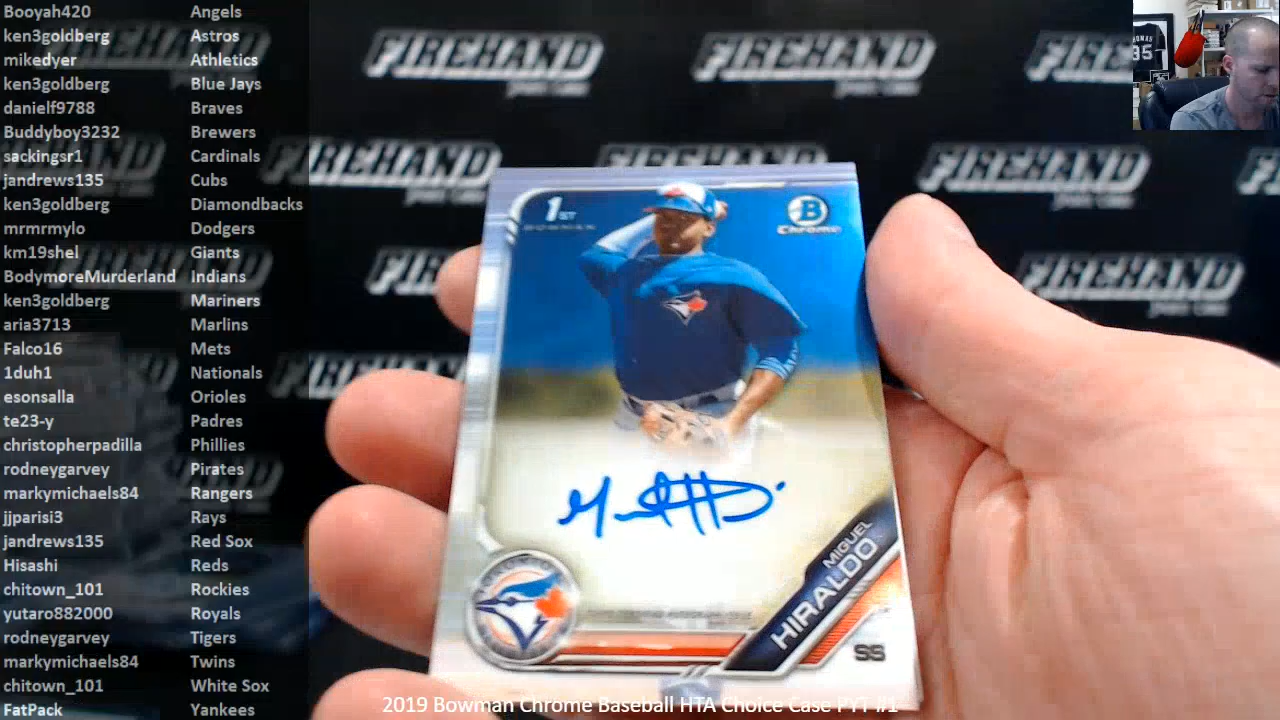 Booyah420 Angels
ken3goldberg Astros
mikedyer Athletics
ken3goldberg Blue Jays
danielf9788 Braves
Buddyboy3232 Brewers
sackingsr1 Cardinals
jandrews135 Cubs
ken3goldberg Diamondbacks
mrmrmylo Dodgers
km19shel Giants
BodymoreMurderland Indians
ken3goldberg Mariners
aria3713 Marlins
Falco16 Mets
1duh1 Nationals
esonsalla Orioles
te23-y Padres
christopherpadilla Phillies
rodneygarvey Pirates
markymichaels84 Rangers
jjparisi3 Rays
jandrews135 Red Sox
Hisashi Reds
chitown_101 Rockies
yutaro882000 Royals
rodneygarvey Tigers
markymichaels84 Twins
chitown_101 White Sox
FatPack Yankees
FIREHAND FIREHAND FIREHAND
FIREHAND FIREHAND
FIREHAND
1ST
BOWMAN
B
Chrome
MIGUEL
HIRALDO
SS
35
2019 Bowman Chrome Baseball HTA Choice Case PYT #1